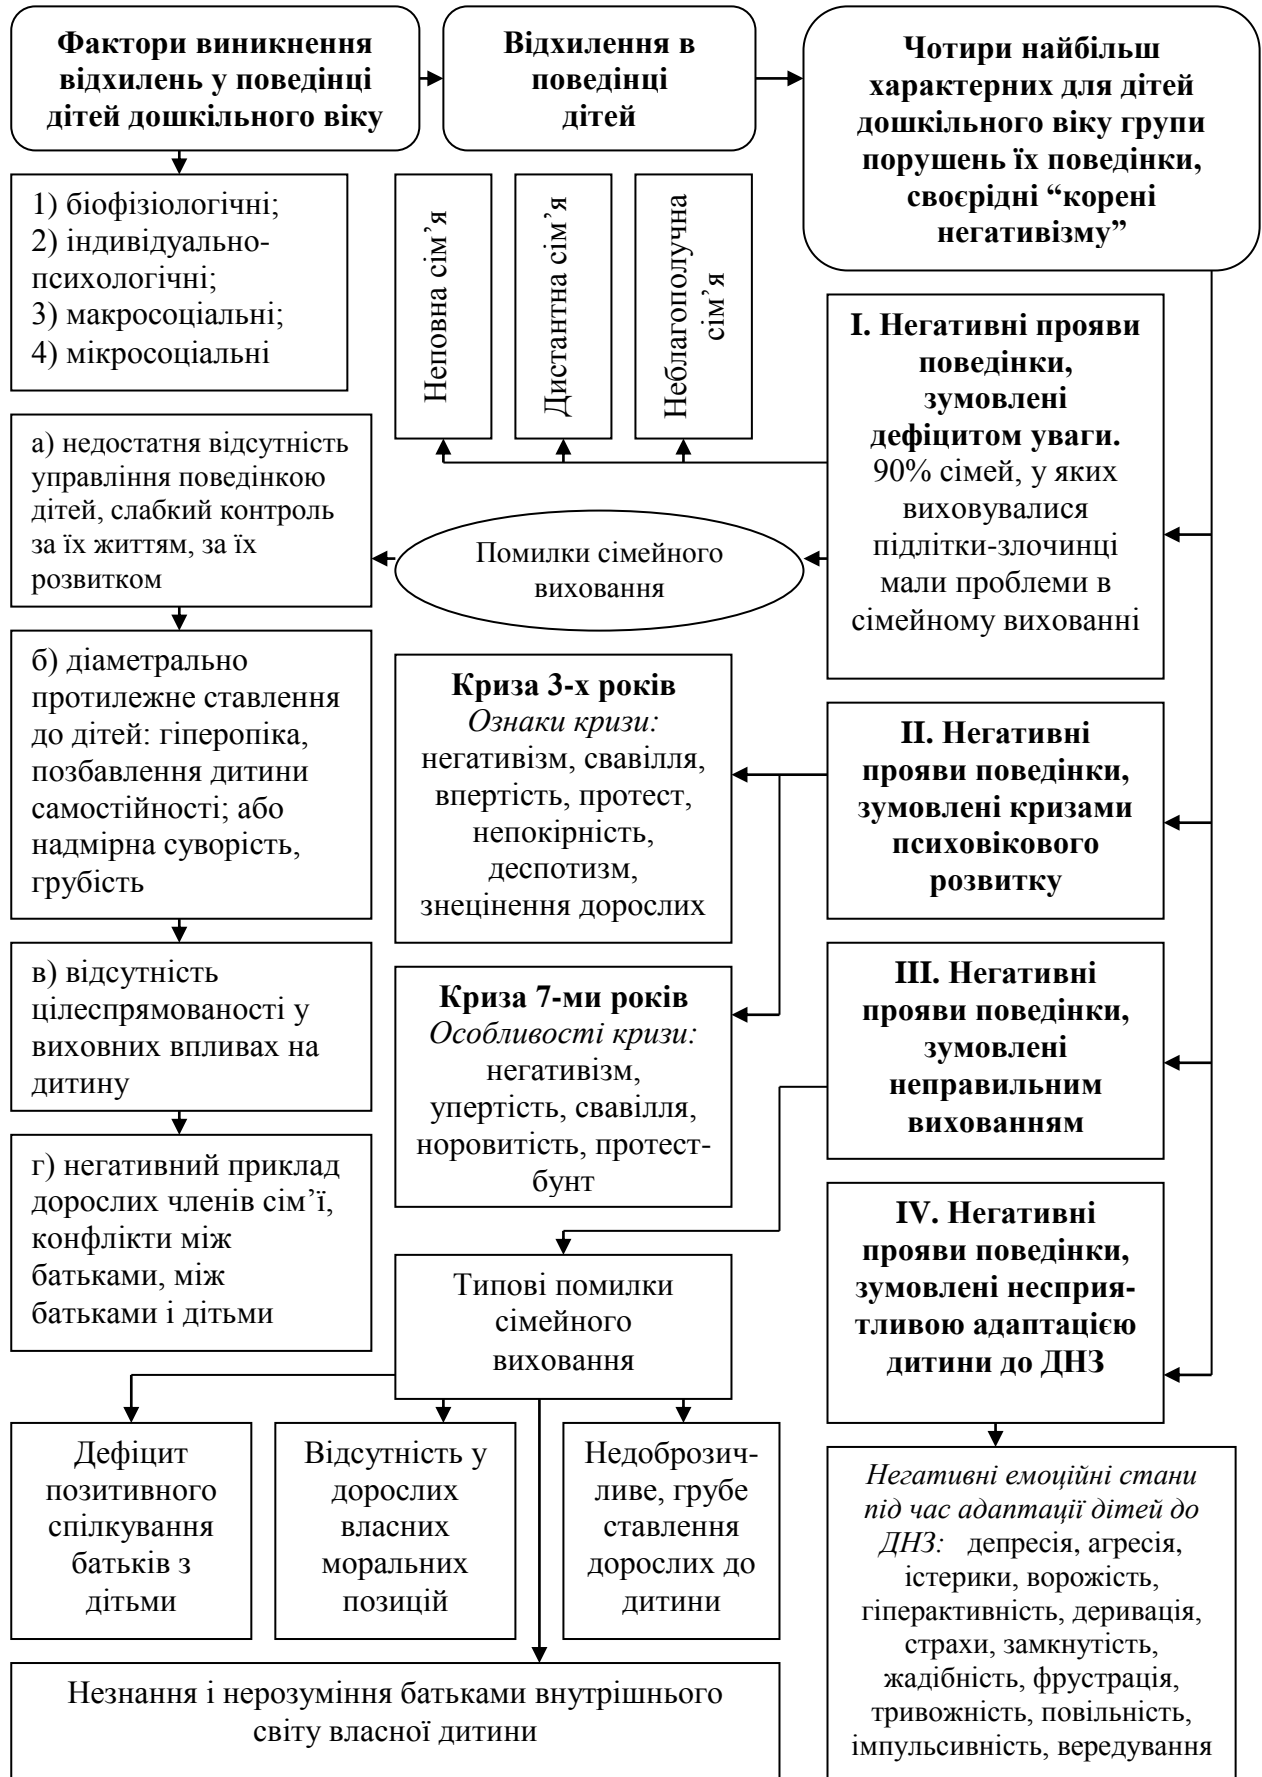 Фактори виникнення
відхилень у поведінці
дітей дошкільного віку
Відхилення в
поведінці
дітей
Чотири найбільш
характерних для дітей
дошкільного віку групи
порушень їх поведінки,
своєрідні “корені
негативізму”
1) біофізіологічні;
2) індивідуально-
психологічні;
3) макросоціальні;
4) мікросоціальні
Неповна сім’я
Дистантна сім’я
Неблагополучна
сім’я
І. Негативні прояви
поведінки,
зумовлені
дефіцитом уваги.
90% сімей, у яких
виховувалися
підлітки-злочинці
мали проблеми в
сімейному вихованні
а) недостатня відсутність
управління поведінкою
дітей, слабкий контроль
за їх життям, за їх
розвитком
Помилки сімейного
виховання
б) діаметрально
протилежне ставлення
до дітей: гіперопіка,
позбавлення дитини
самостійності; або
надмірна суворість,
грубість
Криза 3-х років
Ознаки кризи:
негативізм, свавілля,
впертість, протест,
непокірність,
деспотизм,
знецінення дорослих
ІІ. Негативні
прояви поведінки,
зумовлені кризами
психовікового
розвитку
в) відсутність
цілеспрямованості у
виховних впливах на
дитину
Криза 7-ми років
Особливості кризи:
негативізм,
упертість, свавілля,
норовитість, протест-
бунт
ІІІ. Негативні
прояви поведінки,
зумовлені
неправильним
вихованням
г) негативний приклад
дорослих членів сім’ї,
конфлікти між
батьками, між
батьками і дітьми
IV. Негативні
прояви поведінки,
зумовлені несприя-
тливою адаптацією
дитини до ДНЗ
Типові помилки
сімейного
виховання
Дефіцит
позитивного
спілкування
батьків з
дітьми
Відсутність у
дорослих
власних
моральних
позицій
Недоброзич-
ливе, грубе
ставлення
дорослих до
дитини
Негативні емоційні стани
під час адаптації дітей до
ДНЗ: депресія, агресія,
істерики, ворожість,
гіперактивність, деривація,
страхи, замкнутість,
жадібність, фрустрація,
тривожність, повільність,
імпульсивність, вередування
Незнання і нерозуміння батьками внутрішнього
світу власної дитини